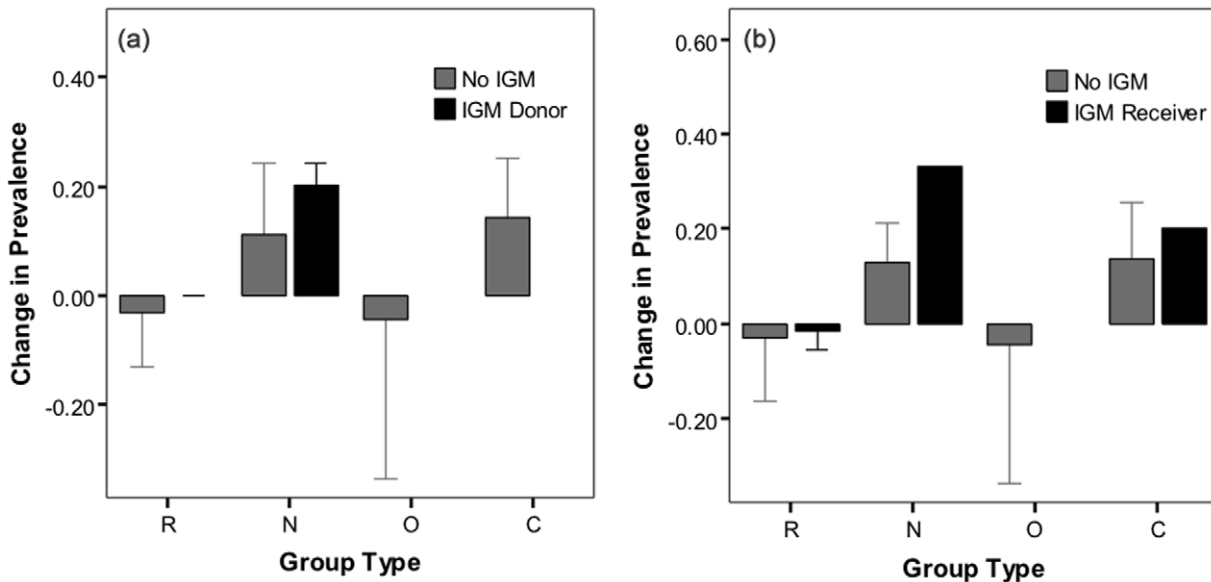 (a)
No IGM
IGM Donor
0.40
0.20
0.00
-0.20
Change in Prevalence
R N O C
Group Type
(b)
No IGM
IGM Receiver
0.60
0.40
0.20
0.00
-0.20
Change in Prevalence
R N O C
Group Type